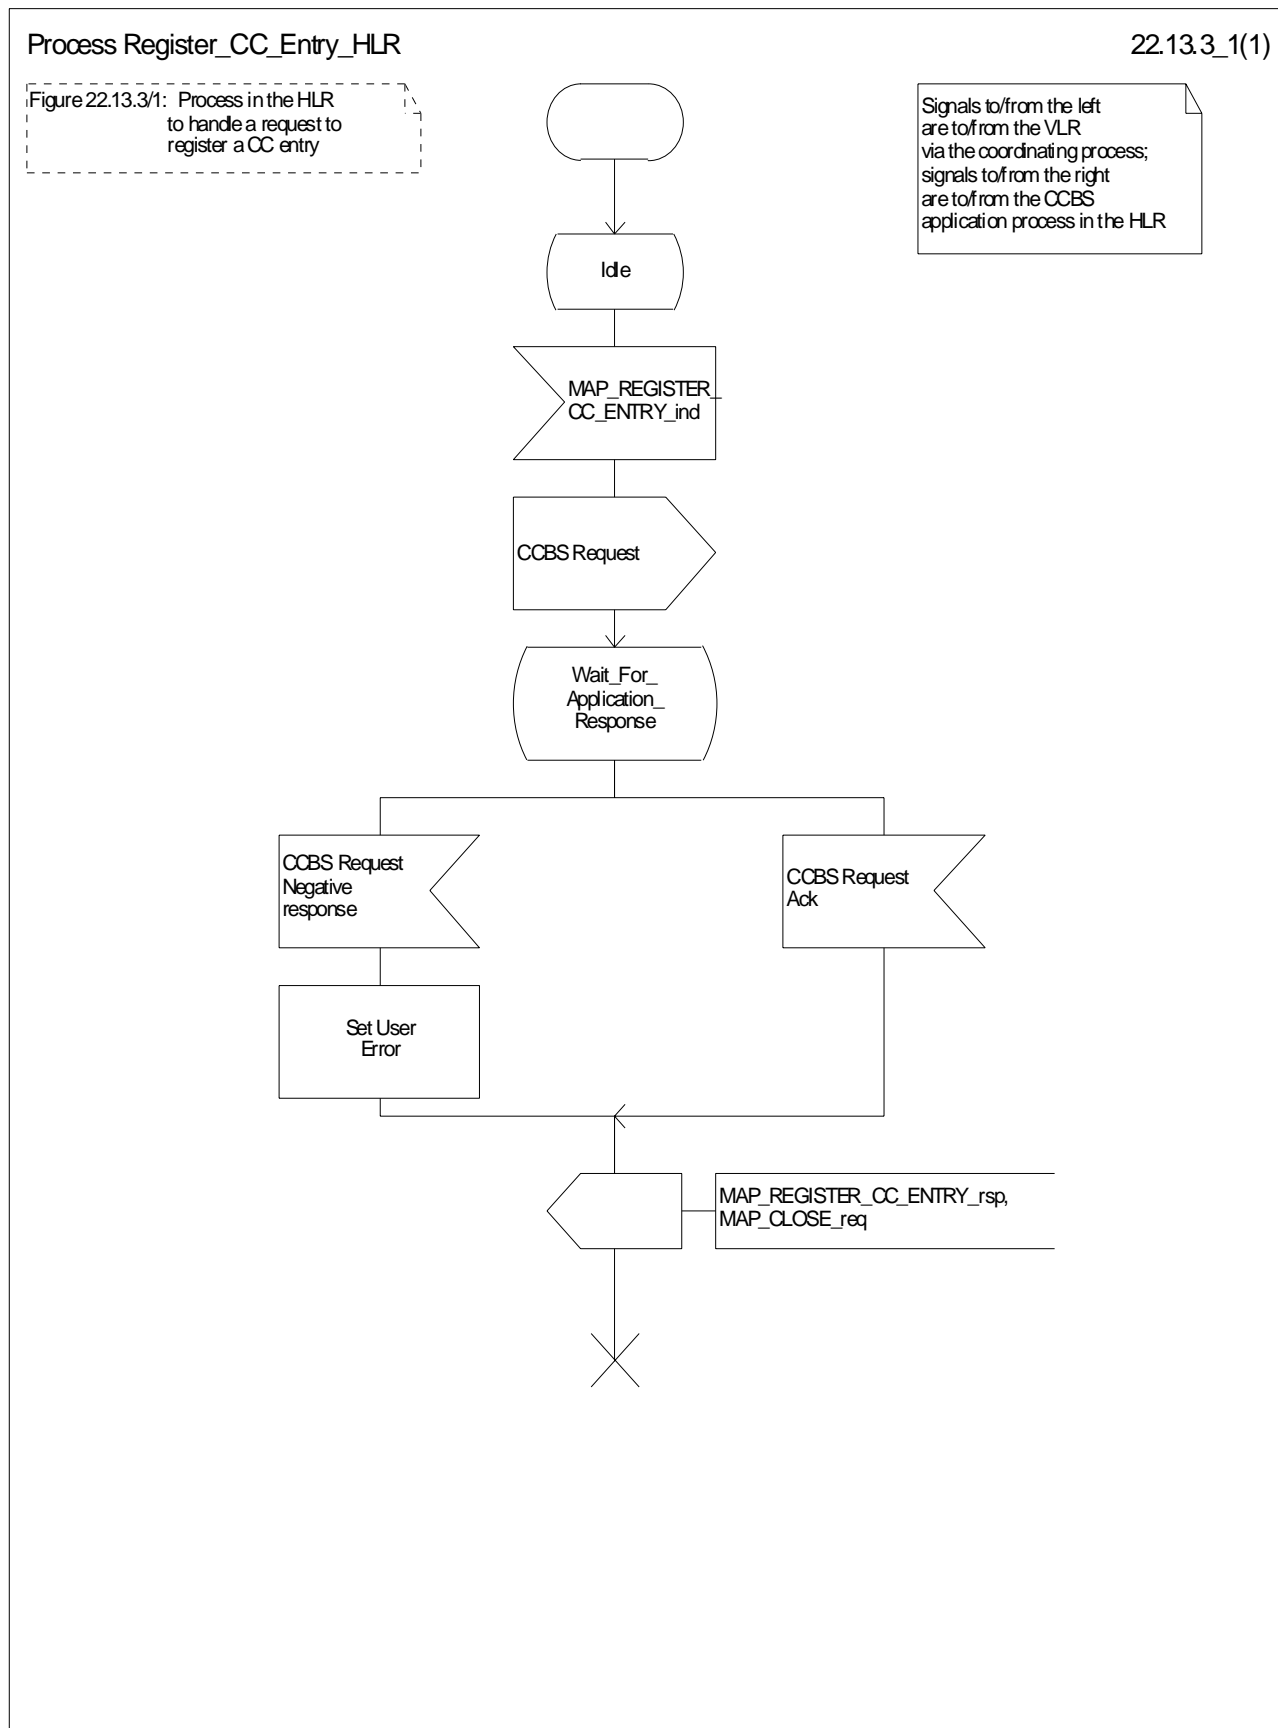 Process Register_CC_Entry_HLR
22.13.3_1(1)
Figure 22.13.3/1: Process in the HLR
to handle a request to
register a CC entry
Signals to/from the left
are to/from the VLR
via the coordinating process;
signals to/from the right
are to/from the CCBS
application process in the HLR
Idle
MAP_REGISTER_
CC_ENTRY_ind
CCBS Request
Wait_For_
Application_
Response
CCBS Request
Negative
response
CCBS Request
Ack
Set User
Error
MAP_REGISTER_CC_ENTRY_rsp,
MAP_CLOSE_req